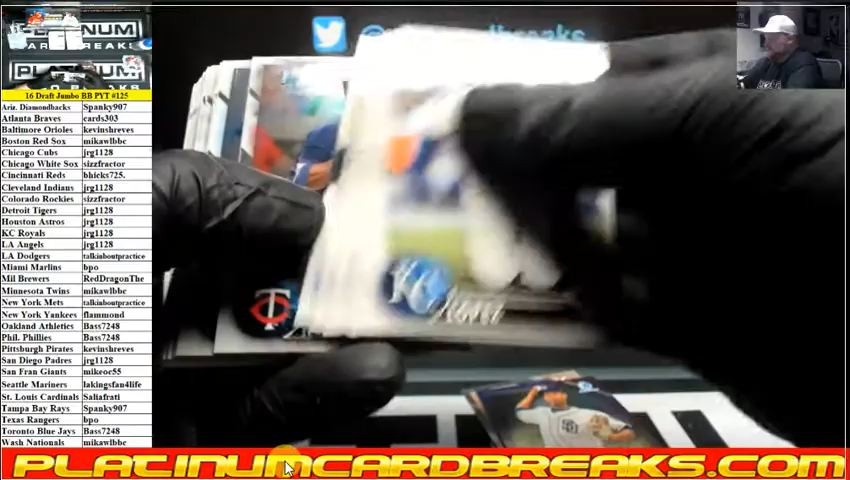 PLATINUM
CARD BREAKS
16 Draft Jumbo BB PYT #125
Ariz. Diamondbacks Spanky907
Atlanta Braves cards303
Baltimore Orioles kevinshreves
Boston Red Sox mikawlbbc
Chicago Cubs jrg1128
Chicago White Sox sizzfractor
Cincinnati Reds bhicks725.
Cleveland Indians jrg1128
Colorado Rockies sizzfractor
Detroit Tigers jrg1128
Houston Astros jrg1128
KC Royals jrg1128
LA Angels jrg1128
LA Dodgers talkinboutpractice
Miami Marlins bpo
Mil Brewers RedDragonThe
Minnesota Twins mikawlbbc
New York Mets talkinboutpractice
New York Yankees flammond
Oakland Athletics Bass7248
Phil. Phillies Bass7248
Pittsburgh Pirates kevinshreves
San Diego Padres jrg1128
San Fran Giants mikeoc55
Seattle Mariners lakingsfan4life
St. Louis Cardinals Saliafrati
Tampa Bay Rays Spanky907
Texas Rangers bpo
Toronto Blue Jays Bass7248
Wash Nationals mikawlbbc
KC
PLATINUMCARDBREAKS.COM